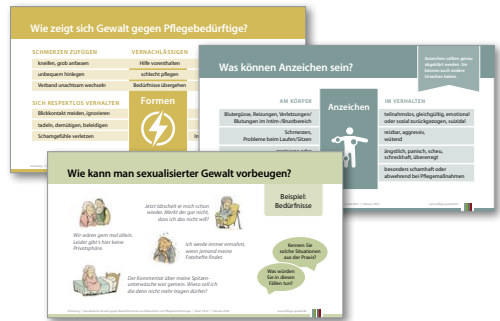 Wie zeigt sich Gewalt gegen Pflegebedürftige?
SCHMERZEN ZUFÜGEN
kneifen, grob anfassen
unbequem hinlegen
Verband unachtsam wechseln
VERNACHLÄSSIGEN
Hilfe vorenthalten
schlecht pflegen
Bedürfnisse übergehen
SICH RESPEKTLOS VERHALTEN
Blickkontakt meiden, ignorieren
tadeln, demütigen, beleidigen
Schamgefühle verletzen
Formen
Was können Anzeichen sein?
Anzeichen sollten genau
abgeklärt werden. Sie
können auch andere
Ursachen haben.
AM KÖRPER
Blutergüsse, Reizungen, Verletzungen/
Blutungen im Intim-/Brustbereich
Schmerzen,
Probleme beim Laufen/Sitzen
Anzeichen
IM VERHALTEN
teilnahmslos, gleichgültig, emotional
oder sozial zurückgezogen, suizidal
reizbar, aggressiv,
wütend
ängstlich, panisch, scheu,
schreckhaft, übererregt
besonders schamhaft oder
abwehrend bei Pflegemaßnahmen
Wie kann man sexualisierter Gewalt vorbeugen?
Beispiel:
Bedürfnisse
Jetzt tätschelt er mich schon
wieder. Merkt der gar nicht,
dass ich das nicht will?
Wir wären gern mal allein.
Leider gibt's hier keine
Privatsphäre.
Ich werde immer ermahnt,
wenn jemand meine
Fotohefte findet.
Der Kommentar über meine Spitzen-
unterwäsche war gemein. Wieso soll ich
die denn nicht mehr tragen dürfen?
Kennen Sie
solche Situationen
aus der Praxis?
Was würden
Sie in diesen
Fällen tun?